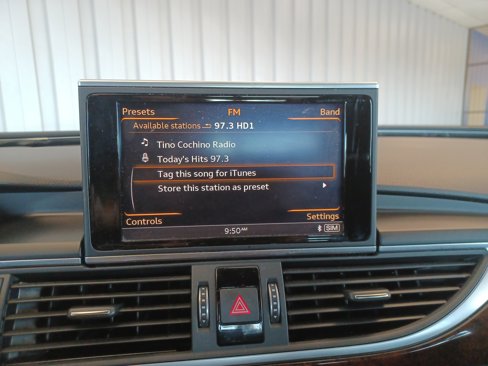 Presets FM Band
Available stations 97.3 HD1
Tino Cochino Radio
Today's Hits 97.3
Tag this song for iTunes
Store this station as preset
Controls Settings
9:50AM SIM